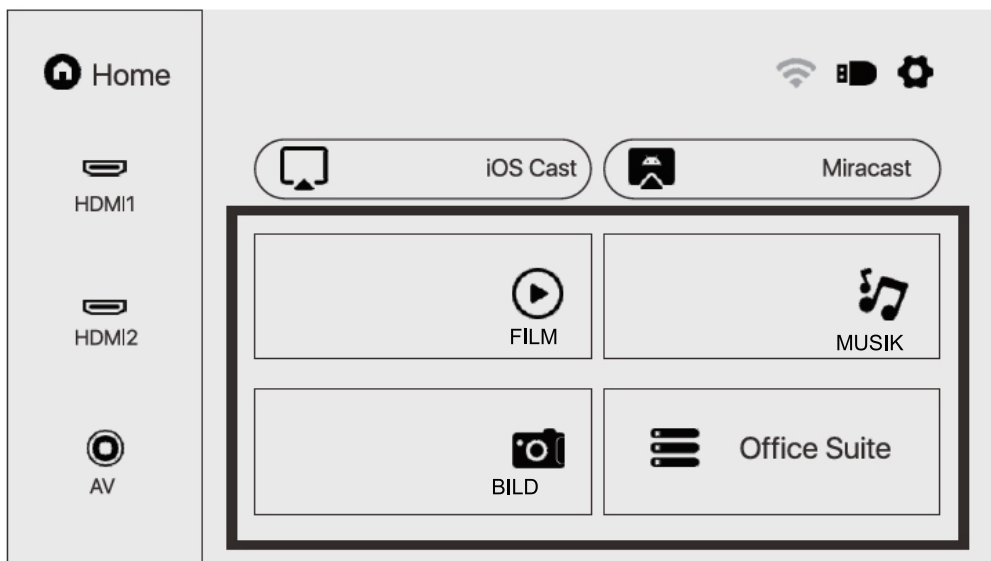 Home
HDMI1
HDMI2
AV
iOS Cast
Miracast
FILM
MUSIK
BILD
Office Suite